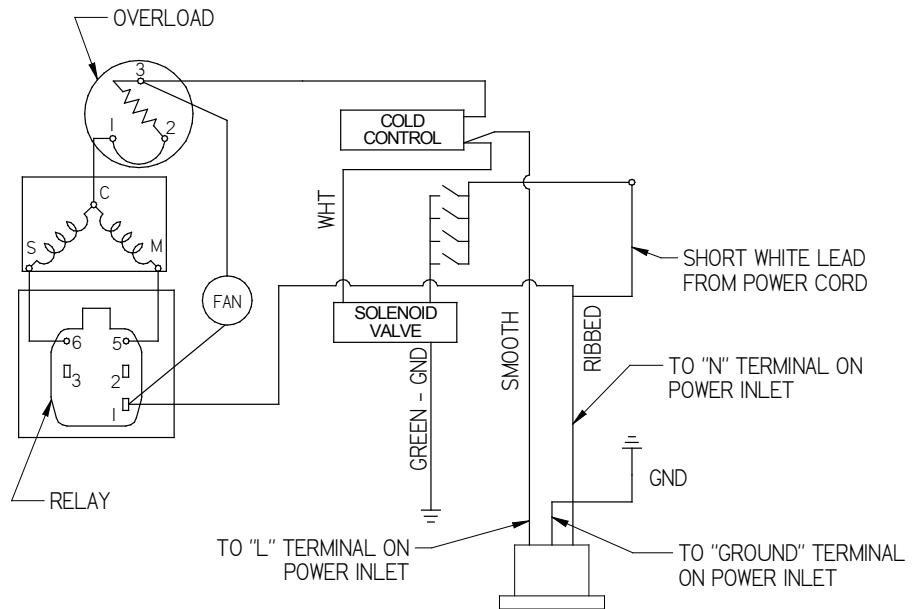 OVERLOAD
3
1
2
COLD
CONTROL
C
S
M
WHT
SHORT WHITE LEAD
FROM POWER CORD
FAN
SOLENOID
VALVE
6
5
3
2
1
SMOOTH
RIBBED
GREEN - GND
TO "N" TERMINAL ON
POWER INLET
GND
RELAY
TO "L" TERMINAL ON
POWER INLET
TO "GROUND" TERMINAL
ON POWER INLET